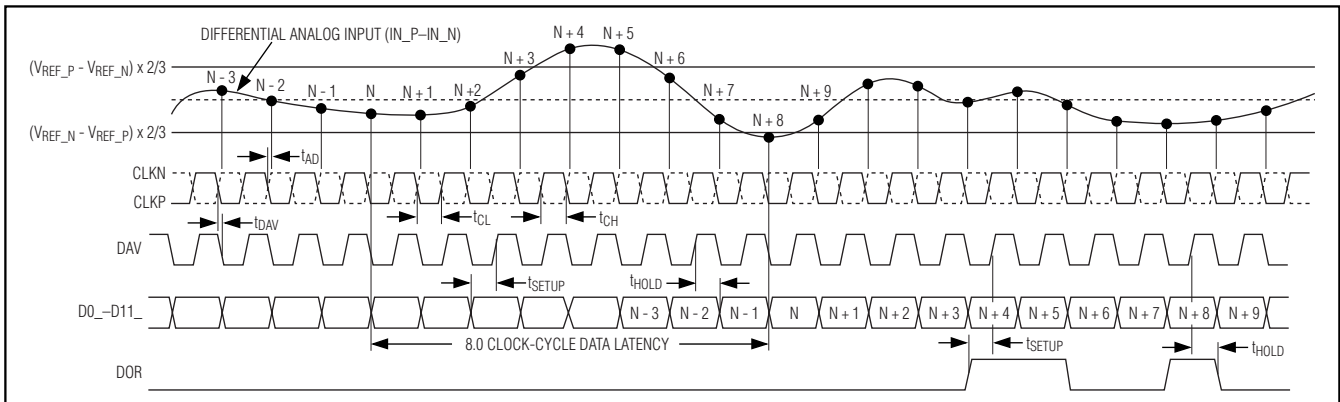 DIFFERENTIAL ANALOG INPUT (IN_P–IN_N)
(VREF_P - VREF_N) x 2/3
(VREF_N - VREF_P) x 2/3
N - 3
N - 2
N - 1
N
N + 1
N +2
N + 3
N + 4
N + 5
N + 6
N + 7
N + 8
N + 9
tAD
CLKN
CLKP
tDAV
tCL
tCH
DAV
tSETUP
tHOLD
D0_–D11_
N - 3 N - 2 N - 1 N N + 1 N + 2 N + 3 N + 4 N + 5 N + 6 N + 7 N + 8 N + 9
8.0 CLOCK-CYCLE DATA LATENCY
tSETUP
tHOLD
DOR